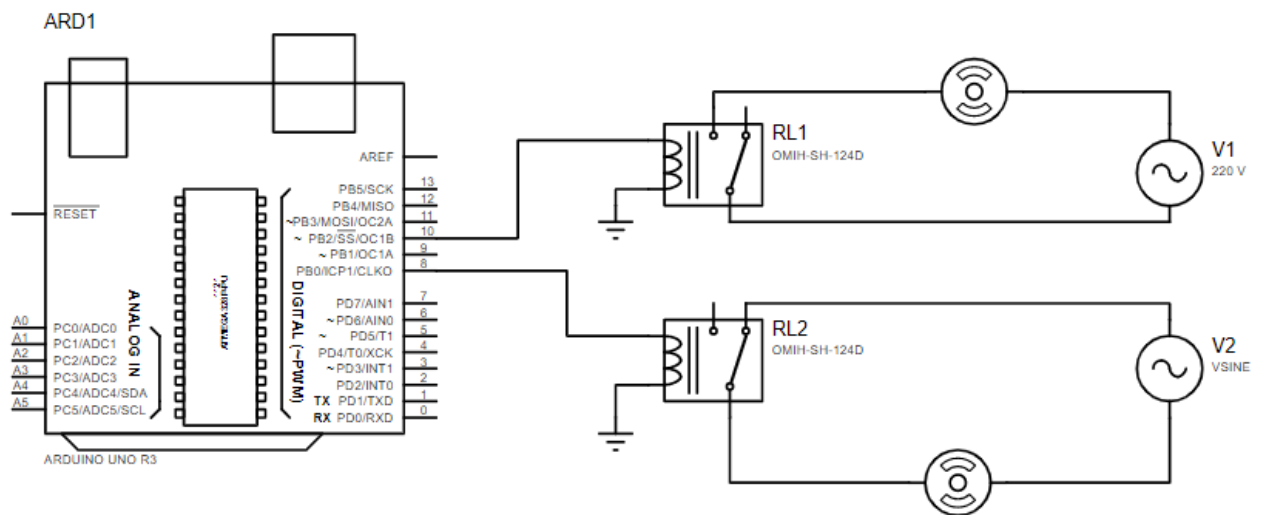 ARD1
AREF
13
PB5/SCK
12
PB4/MISO
11
~PB3/MOSI/OC2A
10
~ PB2/SS/OC1B
9
~ PB1/OC1A
8
PB0/ICP1/CLKO
7
PD7/AIN1
6
~PD6/AIN0
5
~ PD5/T1
4
PD4/T0/XCK
3
~PD3/INT1
2
PD2/INT0
1
TX PD1/TXD
0
RX PD0/RXD
RESET
DIGITAL (~PWM)
ANALOG IN
A0
PC0/ADC0
A1
PC1/ADC1
A2
PC2/ADC2
A3
PC3/ADC3
A4
PC4/ADC4/SDA
A5
PC5/ADC5/SCL
ARDUINO UNO R3
RL1
OMIH-SH-124D
V1
220 V
RL2
OMIH-SH-124D
V2
VSINE